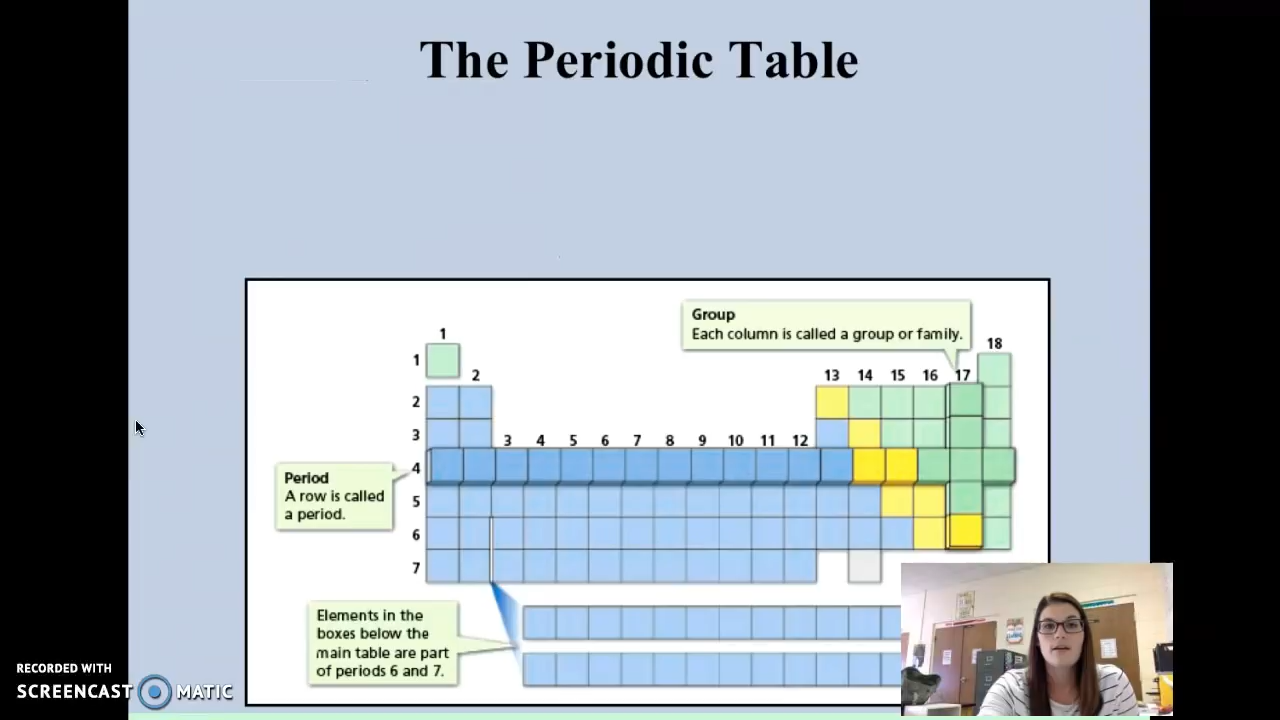 The Periodic Table
Group
Each column is called a group or family.
1
18
1
2
13 14 15 16 17
2
3
3 4 5 6 7 8 9 10 11 12
4
Period
A row is called
a period.
5
6
7
Elements in the
boxes below the
main table are part
of periods 6 and 7.
RECORDED WITH
SCREENCAST MATIC